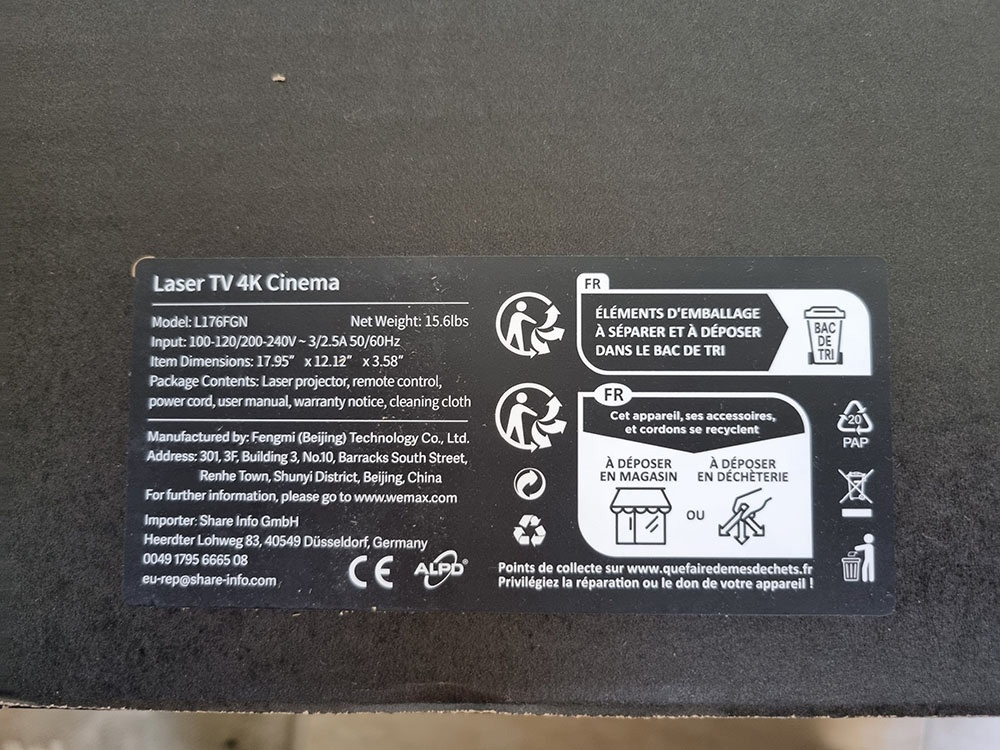 Laser TV 4K Cinema
Model: L176FGN Net Weight: 15.6lbs
Input: 100-120/200-240V ~ 3/2.5A 50/60Hz
Item Dimensions: 17.95" x 12.12" x 3.58"
Package Contents: Laser projector, remote control,
power cord, user manual, warranty notice, cleaning cloth
Manufactured by: Fengmi (Beijing) Technology Co., Ltd.
Address: 301, 3F, Building 3, No.10, Barracks South Street,
Renhe Town, Shunyi District, Beijing, China
For further information, please go to www.wemax.com
Importer: Share Info GmbH
Heerdter Lohweg 83, 40549 Düsseldorf, Germany
0049 1795 6665 08
eu-rep@share-info.com
CE ALPD®
FR
ÉLÉMENTS D'EMBALLAGE
À SÉPARER ET À DÉPOSER
DANS LE BAC DE TRI
BAC
DE
TRI
FR
Cet appareil, ses accessoires,
et cordons se recyclent
À DÉPOSER
EN MAGASIN
OU
À DÉPOSER
EN DÉCHÈTERIE
Points de collecte sur www.quefairedemesdechets.fr
Privilégiez la réparation ou le don de votre appareil !
20
PAP